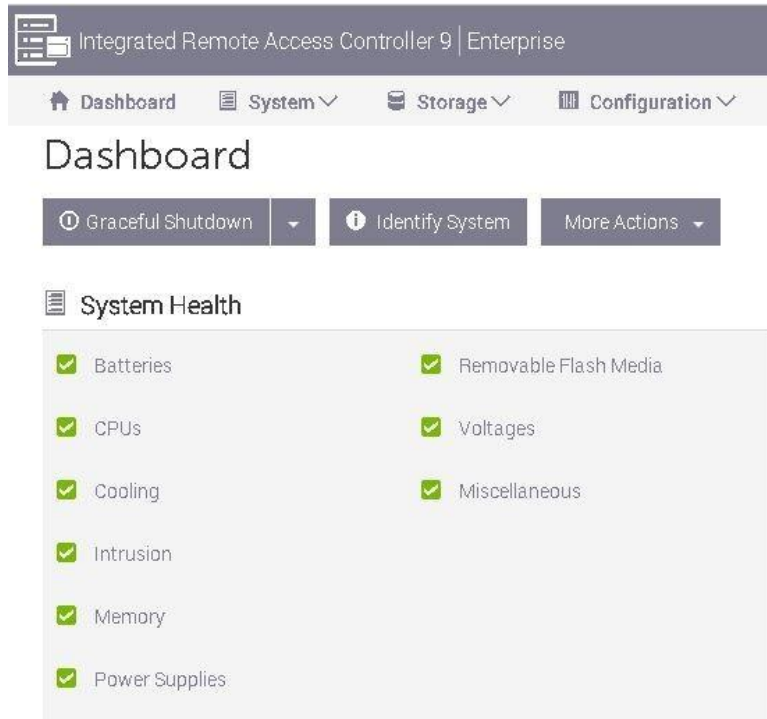 Integrated Remote Access Controller 9 | Enterprise
Dashboard System Storage Configuration
Dashboard
Graceful Shutdown Identify System More Actions
System Health
Batteries Removable Flash Media
CPUs Voltages
Cooling Miscellaneous
Intrusion
Memory
Power Supplies